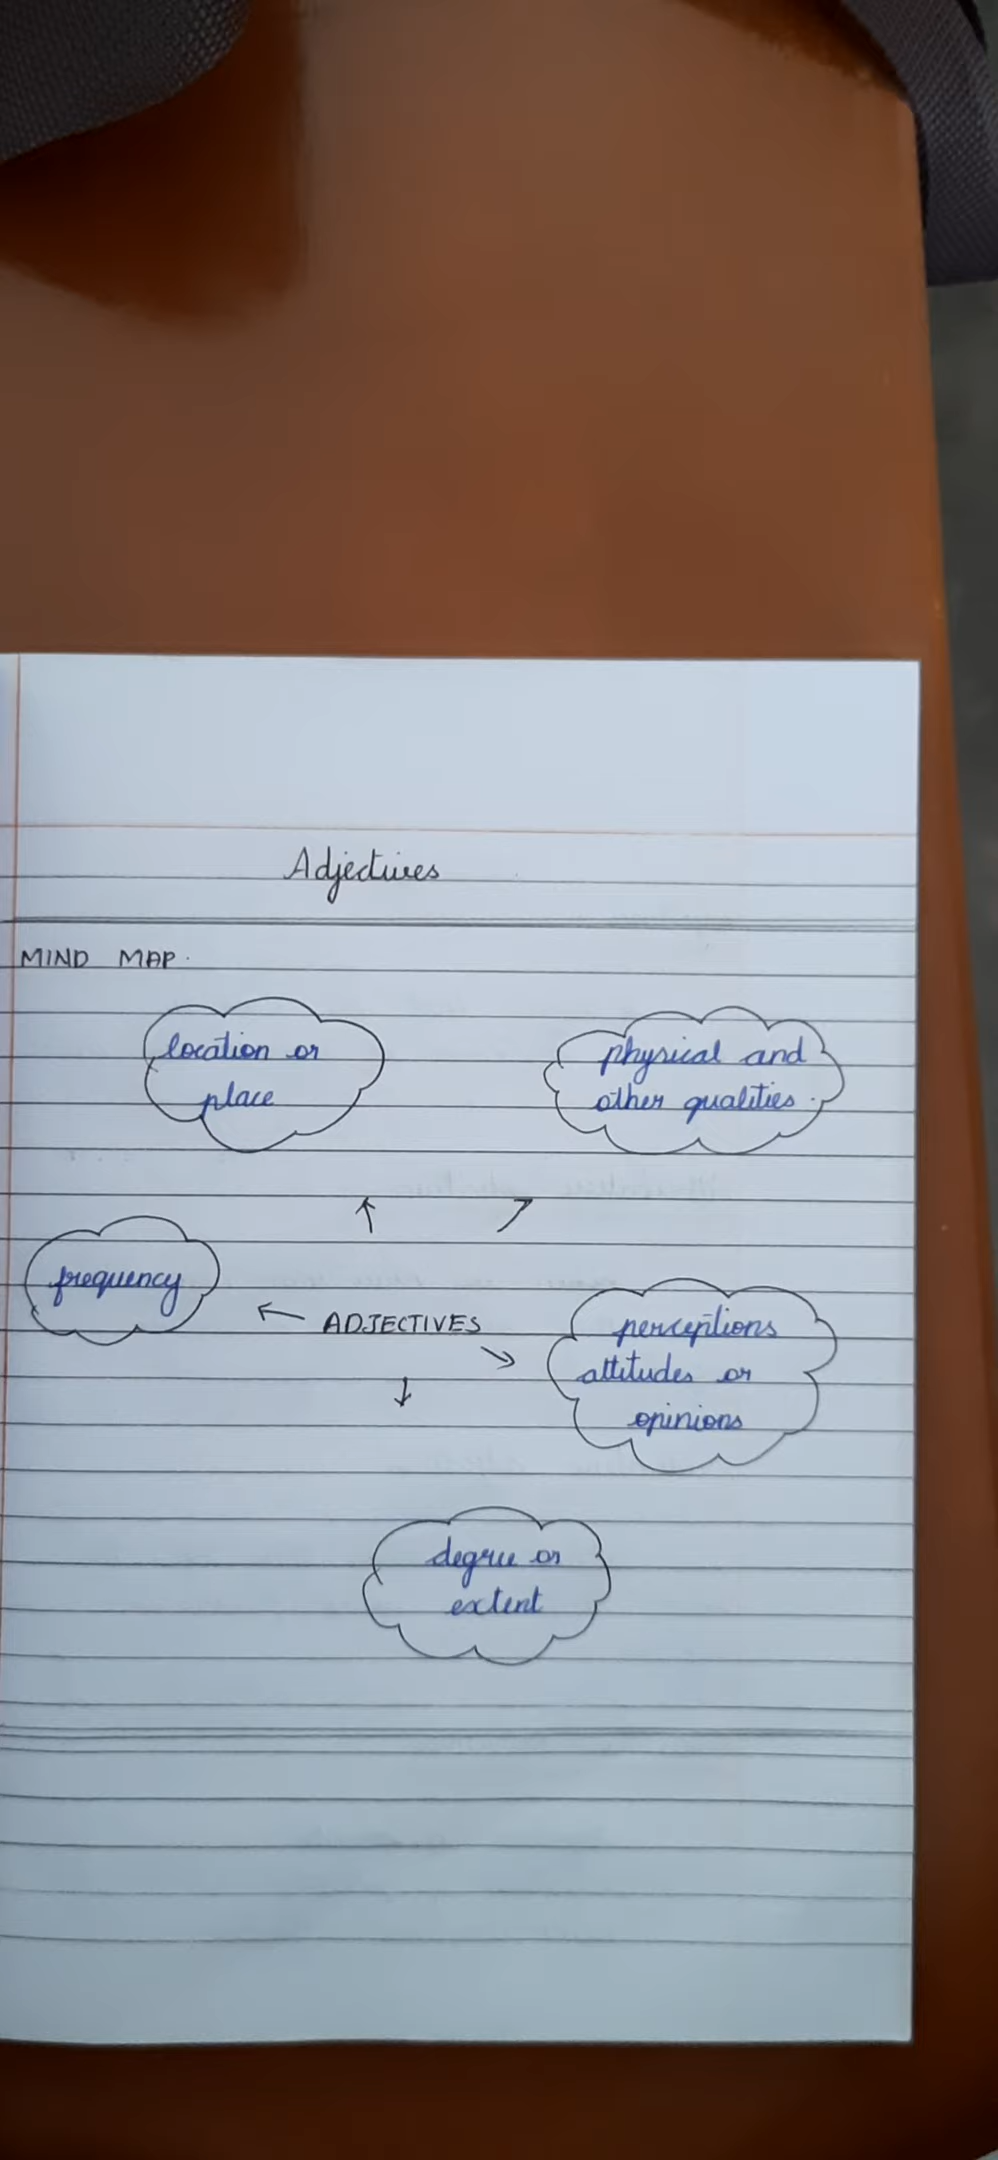 Adjectives
MIND MAP.
location or
place
physical and
other qualities.
frequency
ADJECTIVES
perceptions
attitudes or
opinions
degree or
extent